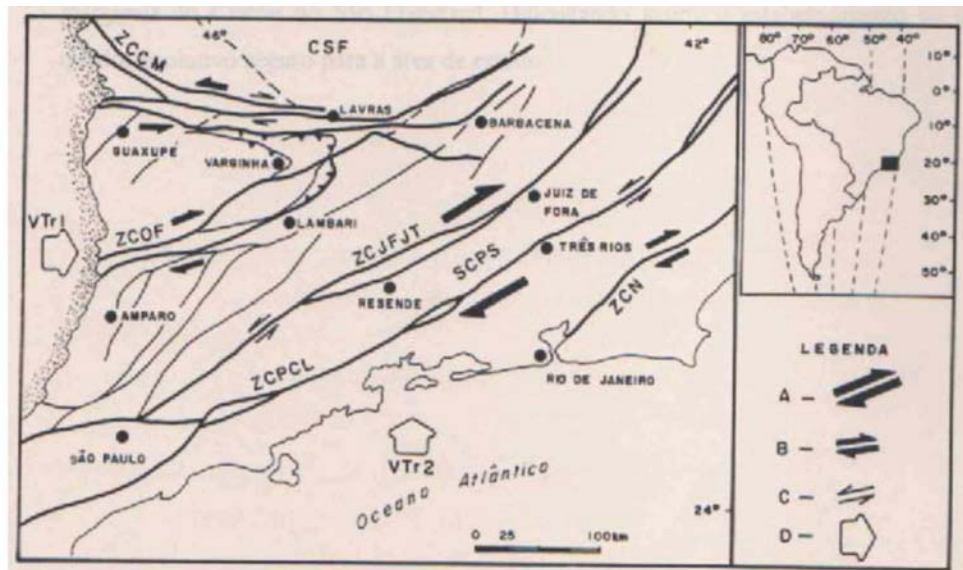 46°
CSF
42°
80° 70° 60° 50° 40°
ZCCM
10°
0°
10°
20°
30°
40°
50°
LAVRAS
BARBACENA
GUAXUPÉ
VARGINHA
VTr1
ZCOF
LAMBARI
ZCJFJT
JUIZ DE
FORA
SCPS
TRÊS RIOS
ZCN
RESENDE
AMPARO
ZCPCL
RIO DE JANEIRO
SÃO PAULO
VTr2
Oceano Atlântico
24°
0 25 100km
LEGENDA
A –
B –
C –
D –